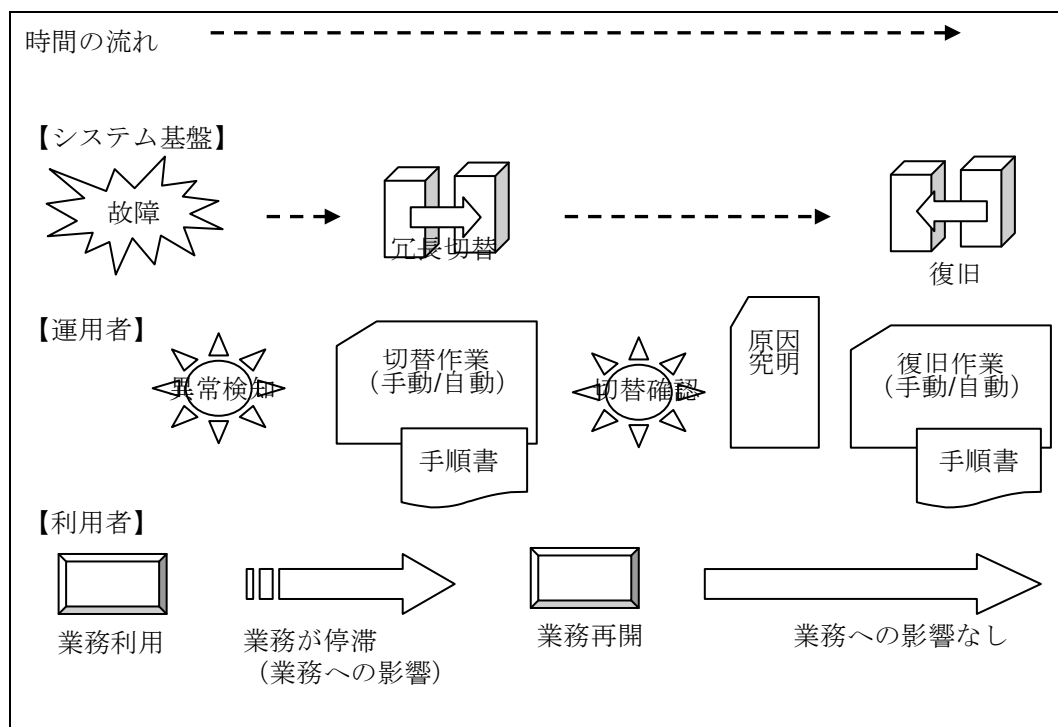 時間の流れ
【システム基盤】
故障
冗長切替
復旧
【運用者】
異常検知
切替作業
(手動/自動)
手順書
切替確認
原因
究明
復旧作業
(手動/自動)
手順書
【利用者】
業務利用
業務が停滞
(業務への影響)
業務再開
業務への影響なし